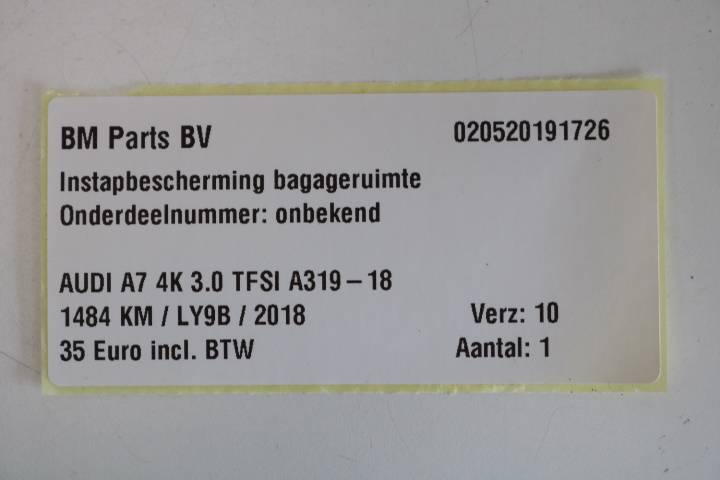 BM Parts BV 020520191726
Instapbescherming bagageruimte
Onderdeelnummer: onbekend
AUDI A7 4K 3.0 TFSI A319 – 18
1484 KM / LY9B / 2018 Verz: 10
35 Euro incl. BTW Aantal: 1